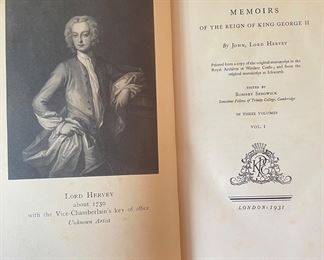 LORD HERVEY
about 1730
with the Vice-Chamberlain's key of office
Unknown Artist
MEMOIRS
OF THE REIGN OF KING GEORGE II
By JOHN, LORD HERVEY
Printed from a copy of the original manuscript in the
Royal Archives at Windsor Castle; and from the
original manuscript at Ickworth
EDITED BY
ROMNEY SEDGWICK
Sometime Fellow of Trinity College, Cambridge
IN THREE VOLUMES
VOL. I
LONDON: 1931